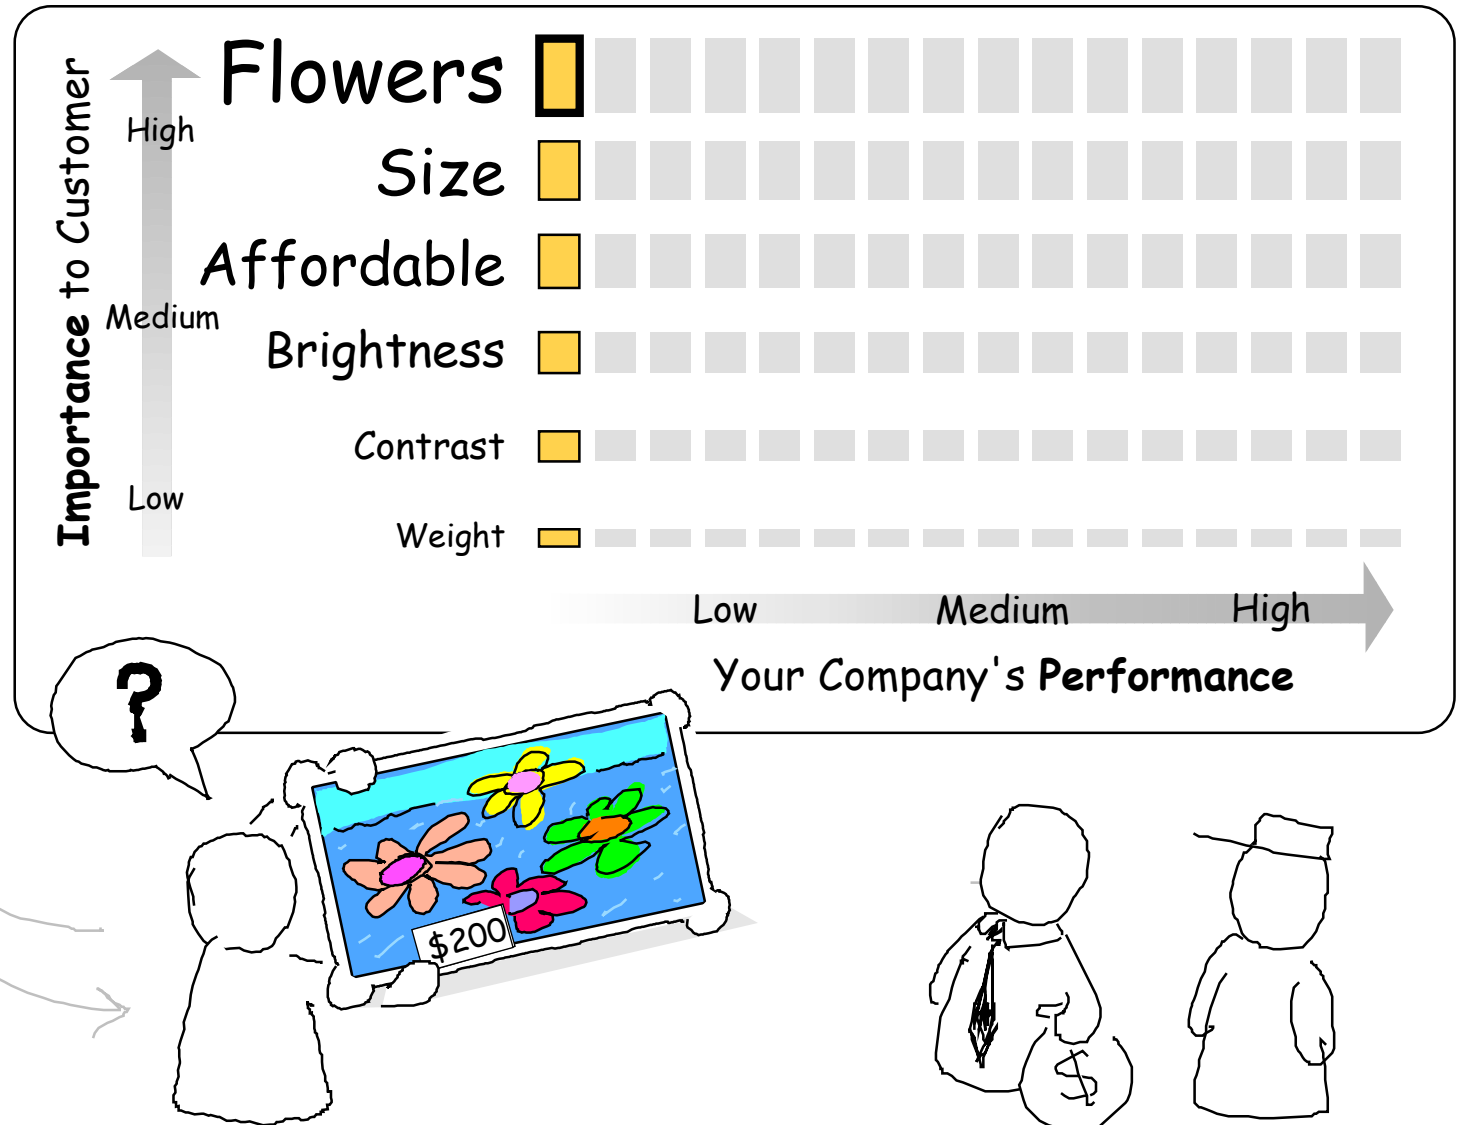 Flowers
High
Size
Affordable
Medium
Brightness
Contrast
Low
Weight
Importance to Customer
Low Medium High
Your Company's Performance
?
$200
$